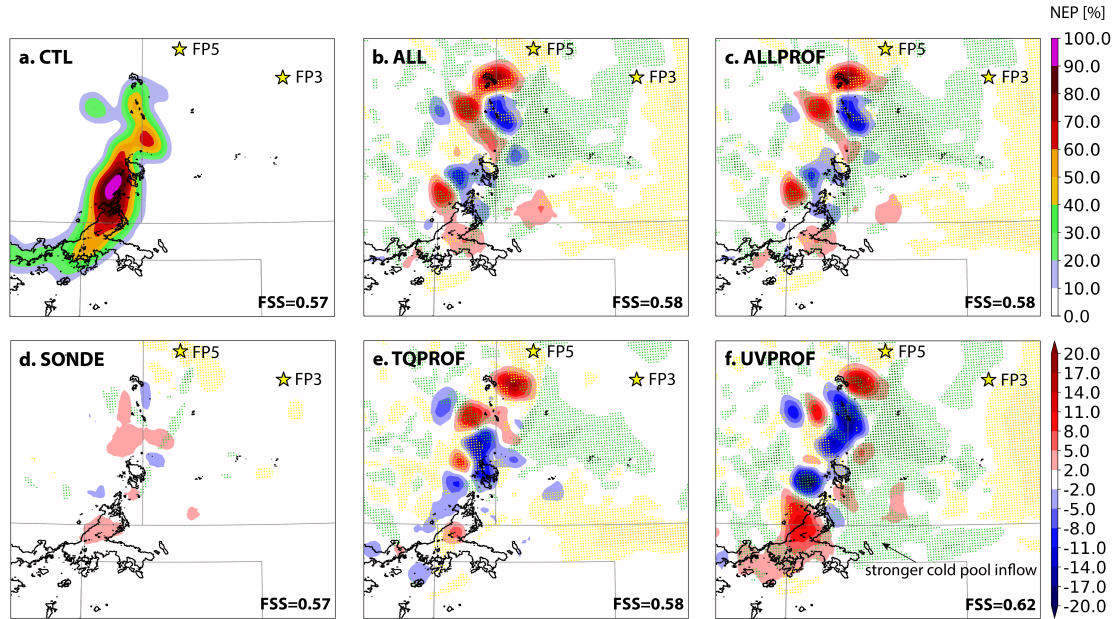 NEP [%]
a. CTL
FP5
FP3
FSS=0.57
b. ALL
FP5
FP3
FSS=0.58
c. ALLPROF
FP5
FP3
FSS=0.58
100.0
90.0
80.0
70.0
60.0
50.0
40.0
30.0
20.0
10.0
0.0
d. SONDE
FP5
FP3
FSS=0.57
e. TQPROF
FP5
FP3
FSS=0.58
f. UVPROF
FP5
FP3
stronger cold pool inflow
FSS=0.62
20.0
17.0
14.0
11.0
8.0
5.0
2.0
-2.0
-5.0
-8.0
-11.0
-14.0
-17.0
-20.0